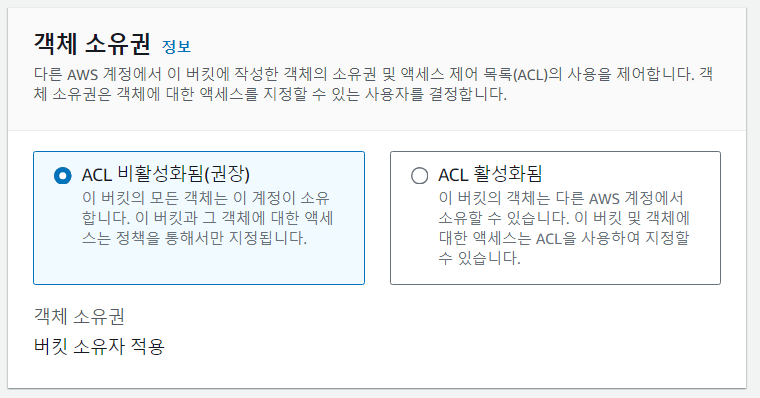 객체 소유권 정보
다른 AWS 계정에서 이 버킷에 작성한 객체의 소유권 및 액세스 제어 목록(ACL)의 사용을 제어합니다. 객
체 소유권은 객체에 대한 액세스를 지정할 수 있는 사용자를 결정합니다.
ACL 비활성화됨(권장)
이 버킷의 모든 객체는 이 계정이 소유
합니다. 이 버킷과 그 객체에 대한 액세
스는 정책을 통해서만 지정됩니다.
ACL 활성화됨
이 버킷의 객체는 다른 AWS 계정에서
소유할 수 있습니다. 이 버킷 및 객체에
대한 액세스는 ACL을 사용하여 지정할
수 있습니다.
객체 소유권
버킷 소유자 적용